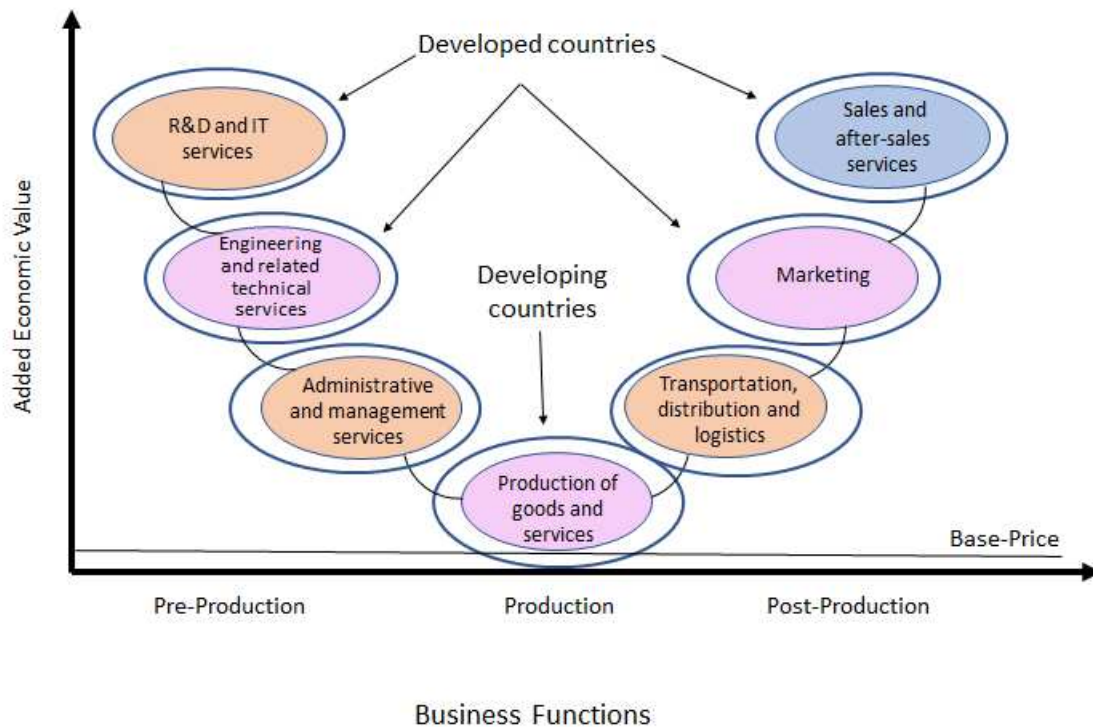 Developed countries
R&D and IT
services
Sales and
after-sales
services
Engineering
and related
technical
services
Marketing
Developing
countries
Administrative
and management
services
Transportation,
distribution and
logistics
Production of
goods and
services
Base-Price
Added Economic Value
Pre-Production
Production
Post-Production
Business Functions